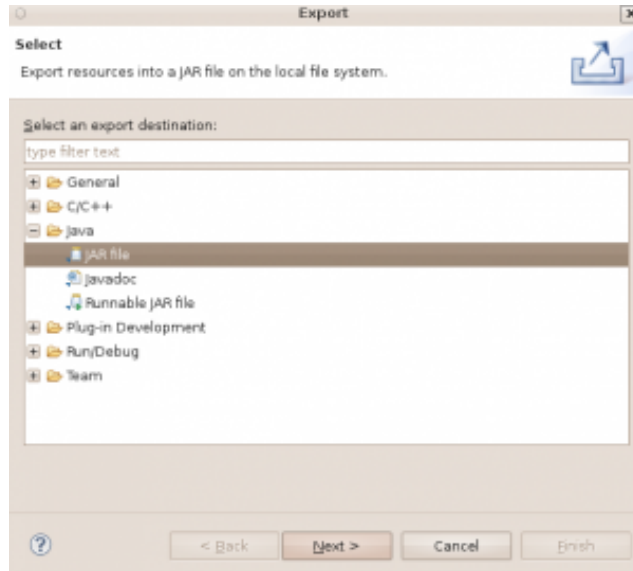 Export
Select
Export resources into a JAR file on the local file system.
Select an export destination:
type filter text
General
C/C++
Java
JAR file
Javadoc
Runnable JAR file
Plug-in Development
Run/Debug
Team
< Back
Next >
Cancel
Finish